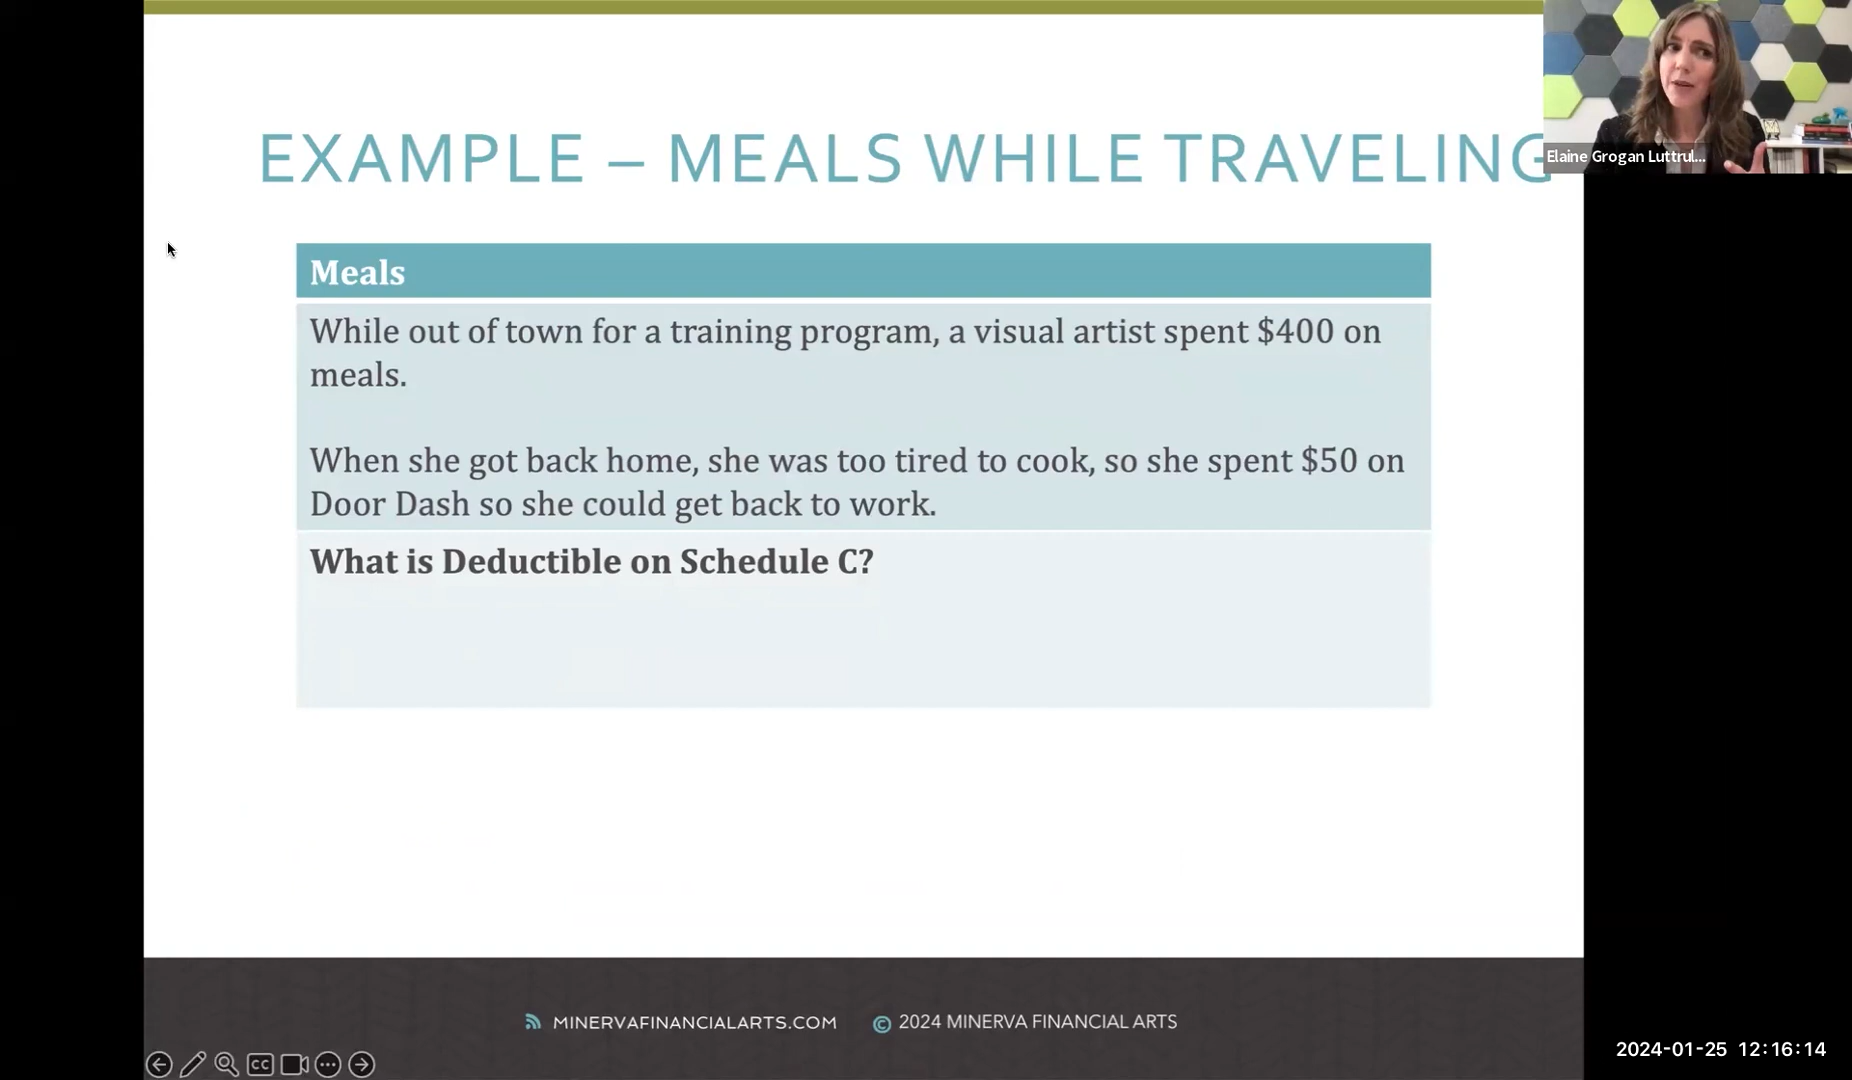 EXAMPLE – MEALS WHILE TRAVELING
Elaine Grogan Luttrul...
Meals
While out of town for a training program, a visual artist spent $400 on
meals.
When she got back home, she was too tired to cook, so she spent $50 on
Door Dash so she could get back to work.
What is Deductible on Schedule C?
MINERVAFINANCIALARTS.COM © 2024 MINERVA FINANCIAL ARTS
CC
2024-01-25 12:16:14